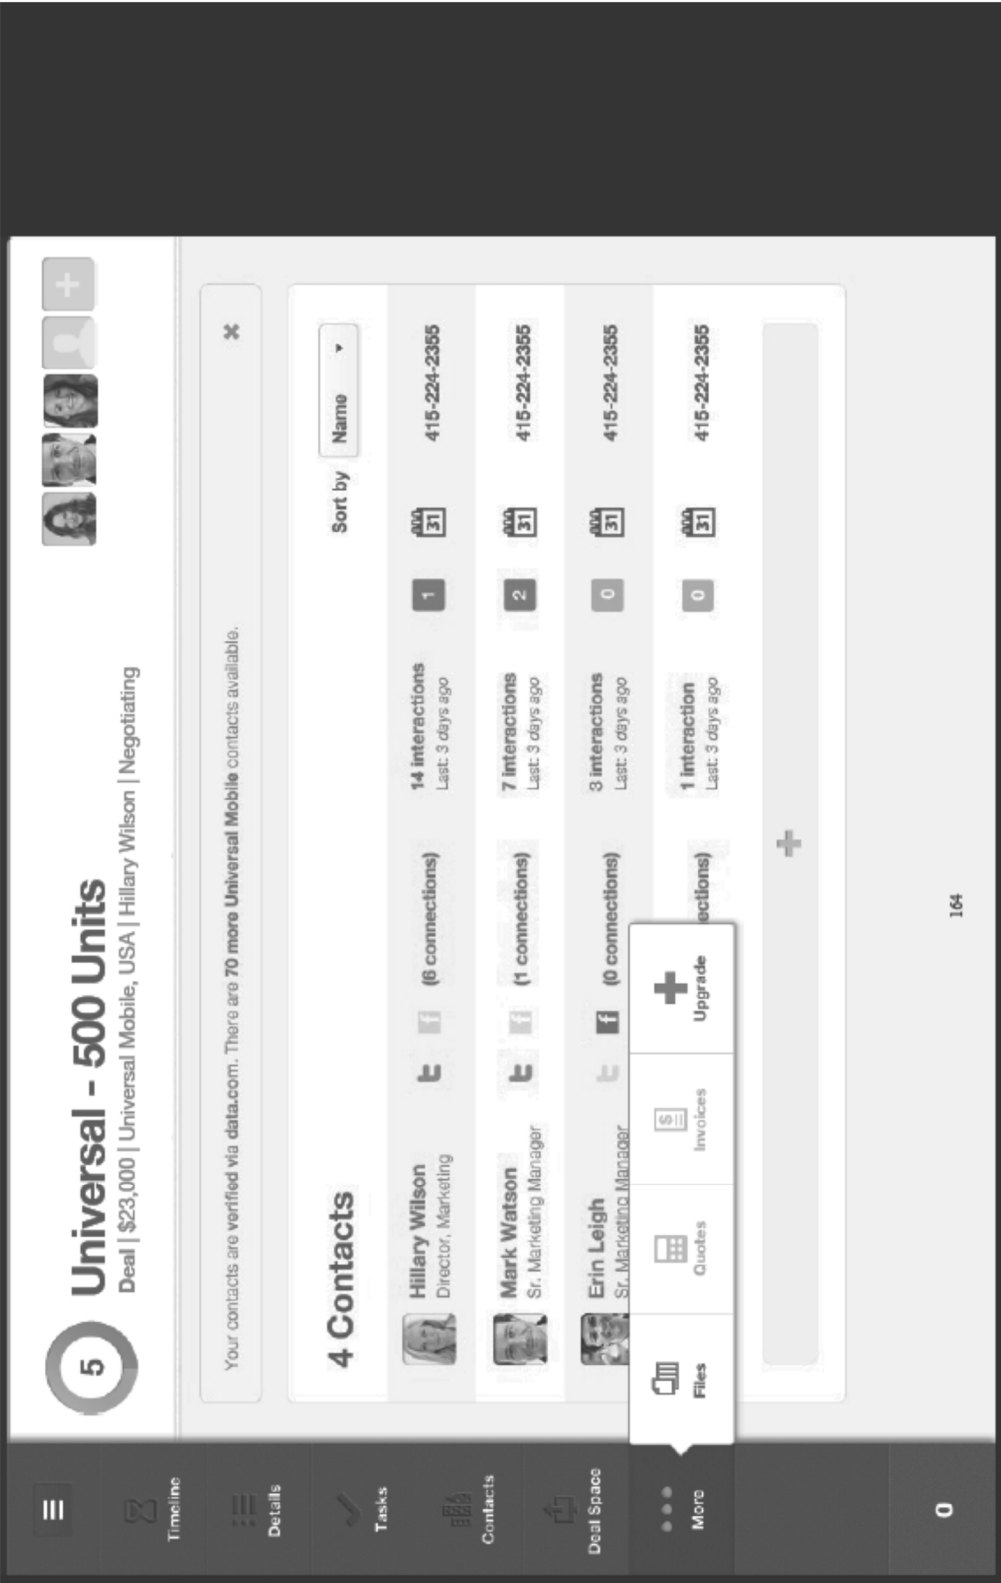 5
Universal - 500 Units
Deal | $23,000 | Universal Mobile, USA | Hillary Wilson | Negotiating
Your contacts are verified via data.com. There are 70 more Universal Mobile contacts available.
4 Contacts
Sort by Name
Hillary Wilson
Director, Marketing
(6 connections)
14 interactions
Last: 3 days ago
1
31
415-224-2355
Mark Watson
Sr. Marketing Manager
(1 connections)
7 interactions
Last: 3 days ago
2
31
415-224-2355
Erin Leigh
Sr. Marketing Manager
(0 connections)
3 interactions
Last: 3 days ago
0
31
415-224-2355
ections)
1 interaction
Last: 3 days ago
0
31
415-224-2355
Timeline
Details
Tasks
Contacts
Deal Space
More
Files
Quotes
Invoices
Upgrade
0
164